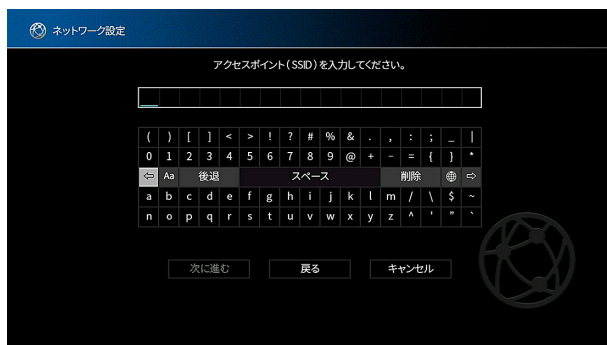 ネットワーク設定
アクセスポイント(SSID)を入力してください。
( ) [ ] < > ! ? # % & . , : ; _ |
0 1 2 3 4 5 6 7 8 9 @ + - = { } *
⇦ Aa 後退 スペース 削除 ⇨
a b c d e f g h i j k l m / \ $ ~
n o p q r s t u v w x y z ^ ' " `
次に進む 戻る キャンセル